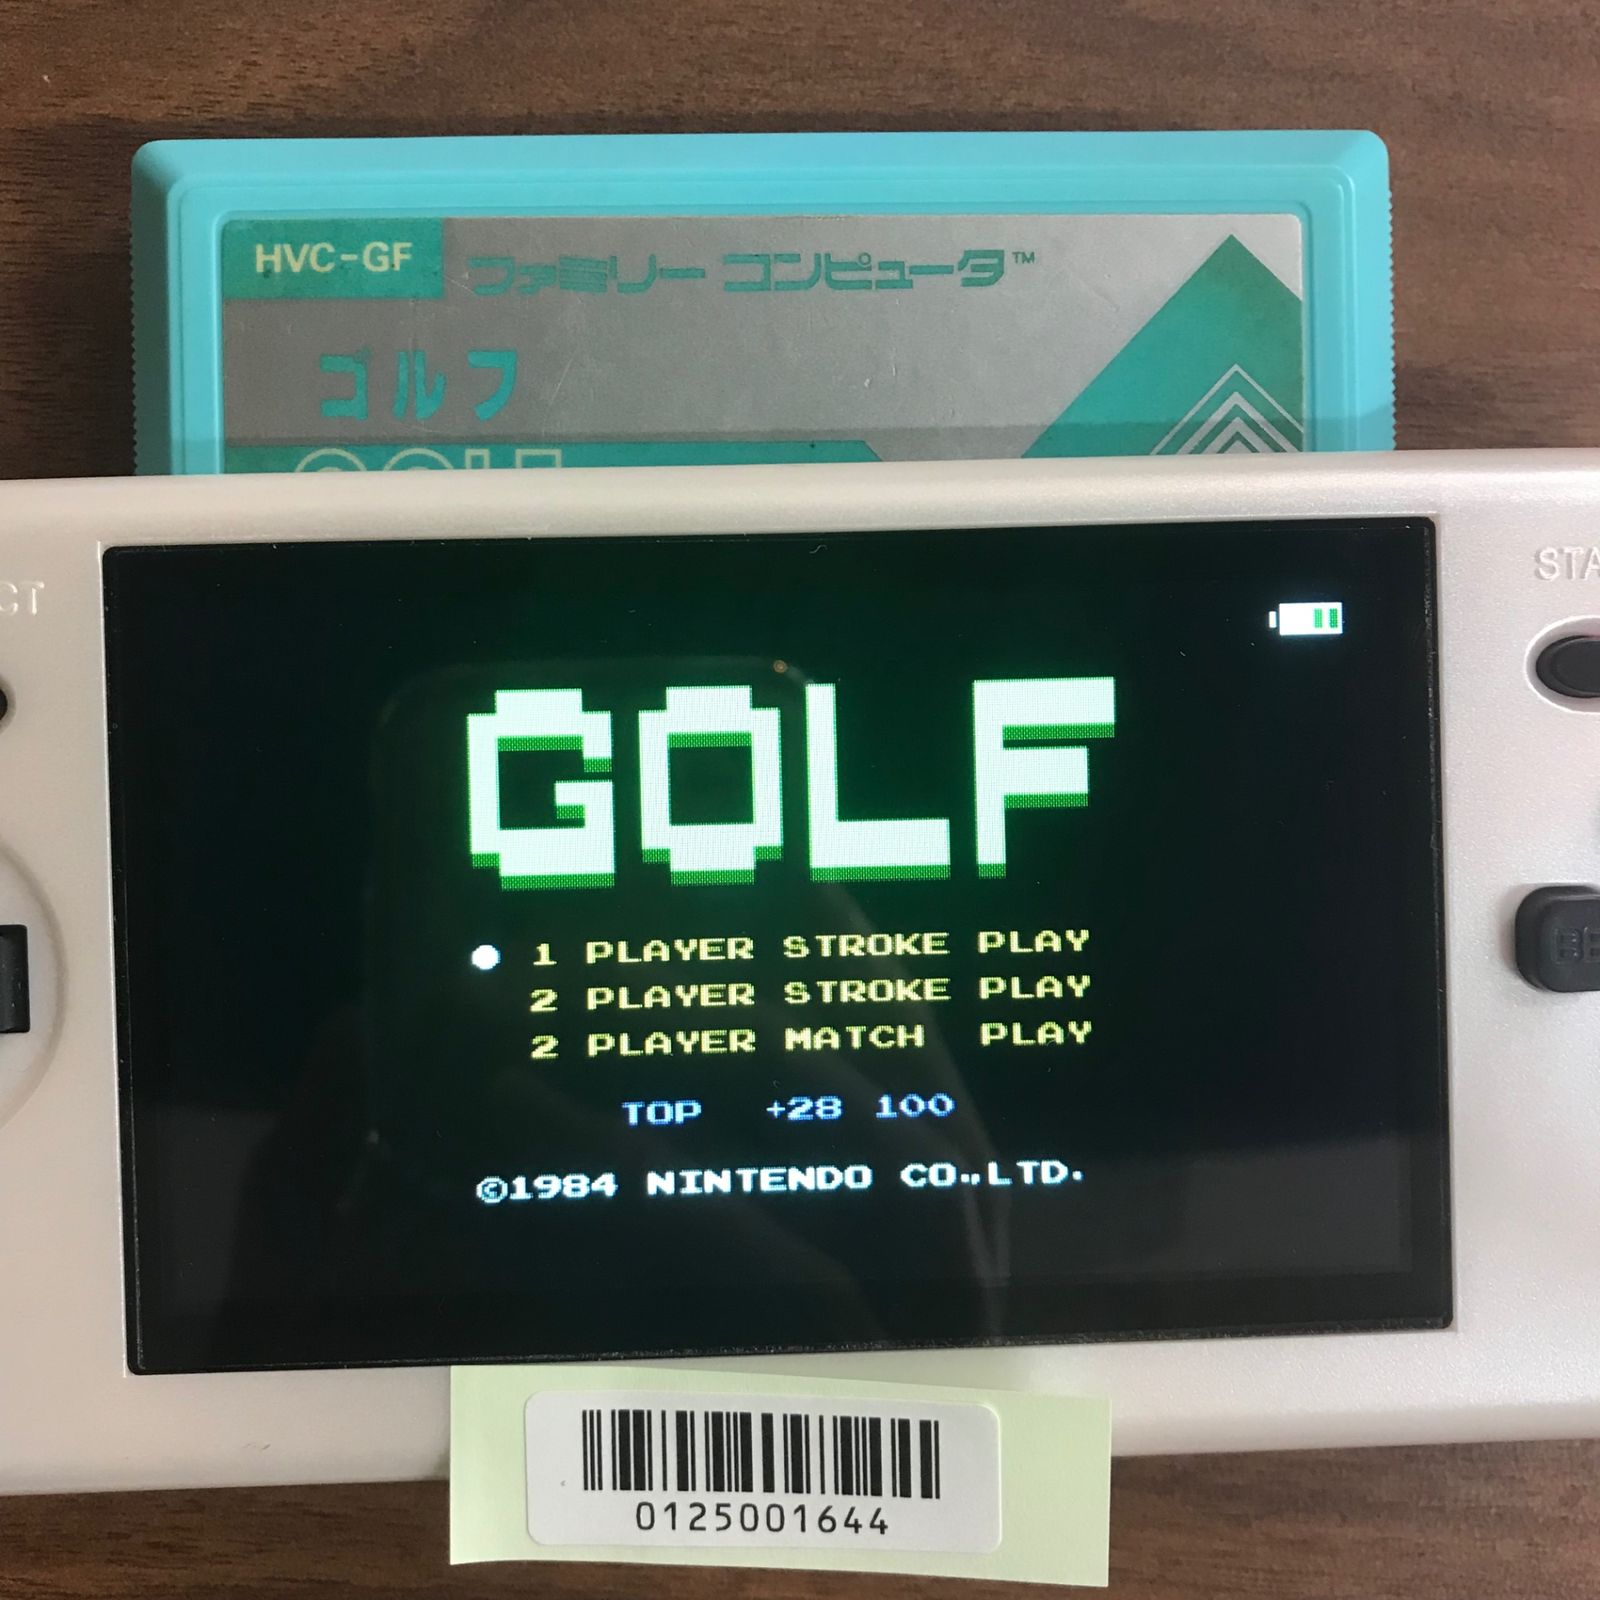 HVC-GF
ファミリー コンピュータ™
ゴルフ
GOLF
1 PLAYER STROKE PLAY
2 PLAYER STROKE PLAY
2 PLAYER MATCH PLAY
TOP +28 100
©1984 NINTENDO CO.,LTD.
0125001644